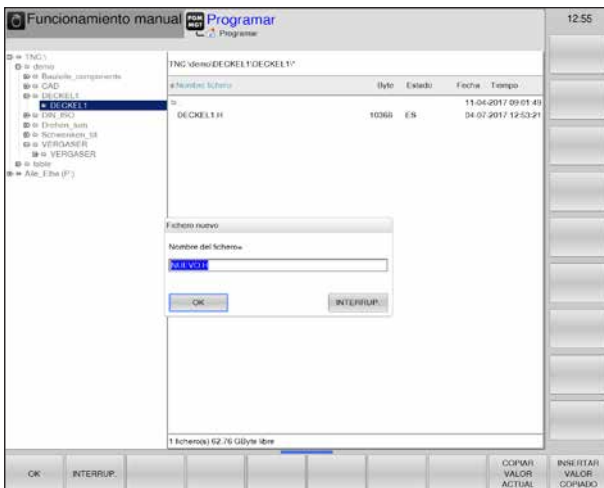 Funcionamiento manual
PGM MGT
Programar
Programar
12:55
TNC:\
demo
Bauteile_components
CAD
DECKEL1
DECKEL1
DIN_ISO
Drehen_turn
Schwenken_tilt
VERGASER
VERGASER
table
TNC:\demo\DECKEL1\DECKEL1\*
Nombre fichero Byte Estado Fecha Tiempo
11-04-2017 09:01:49
DECKEL1.H 10368 ES 04-07-2017 12:53:21
Fichero nuevo
Nombre del fichero=
NUEVO.H
OK INTERRUP.
1 fichero(s) 62.76 GByte libre
OK
INTERRUP.
COPIAR
VALOR
ACTUAL
INSERTAR
VALOR
COPIADO